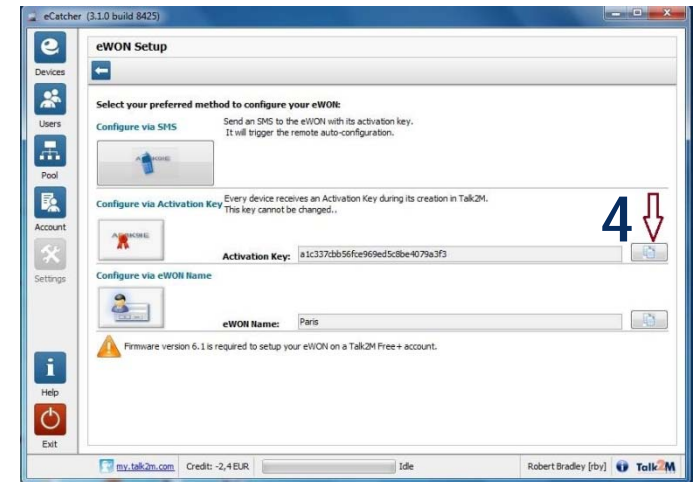 eCatcher (3.1.0 build 8425)
eWON Setup
Devices
Users
Pool
Account
Settings
Help
Exit
Select your preferred method to configure your eWON:
Configure via SMS
Send an SMS to the eWON with its activation key.
It will trigger the remote auto-configuration.
Configure via Activation Key
Every device receives an Activation Key during its creation in Talk2M.
This key cannot be changed..
4
Activation Key: a1c337cbb56fce969ed5c8be4079a3f3
Configure via eWON Name
eWON Name: Paris
Firmware version 6.1 is required to setup your eWON on a Talk2M Free+ account.
my.talk2m.com Credit: -2,4 EUR Idle Robert Bradley [rby] Talk2M